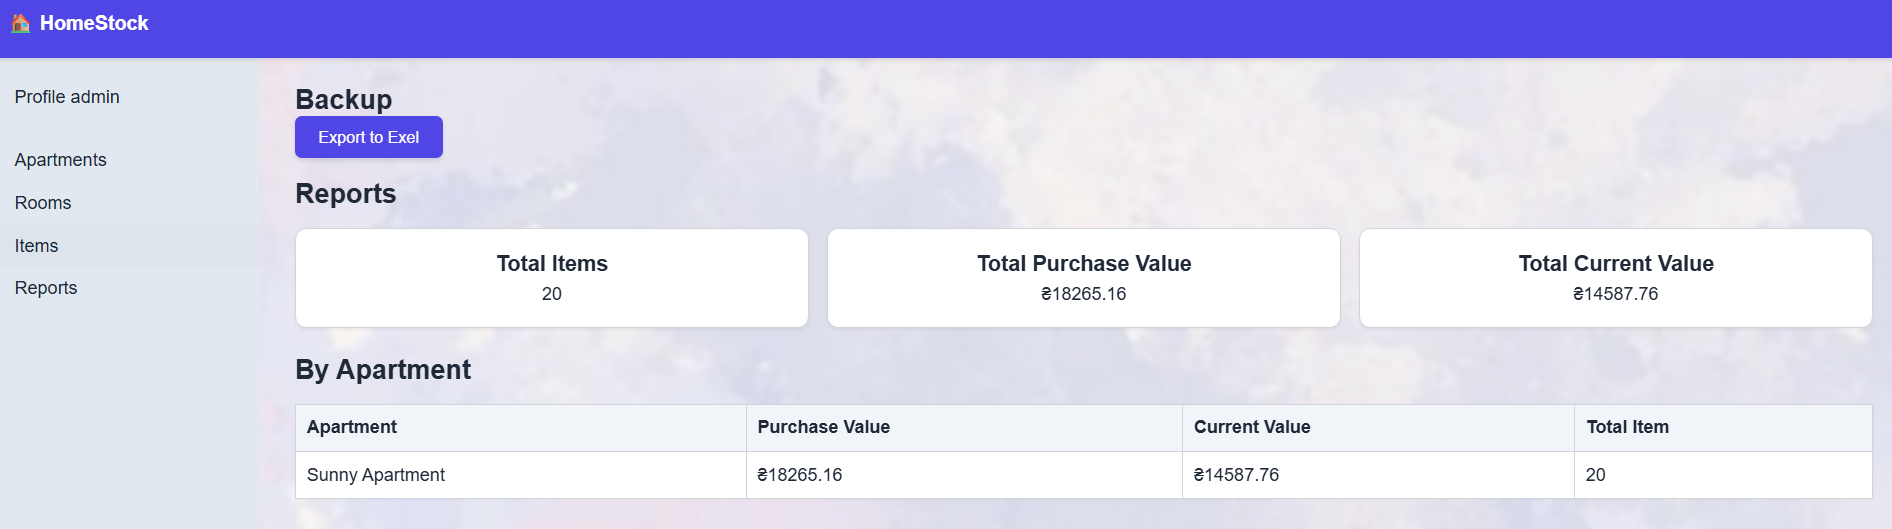 HomeStock
Profile admin
Apartments
Rooms
Items
Reports
Backup
Export to Exel
Reports
Total Items
20
Total Purchase Value
₴18265.16
Total Current Value
₴14587.76
By Apartment
Apartment Purchase Value Current Value Total Item
Sunny Apartment ₴18265.16 ₴14587.76 20